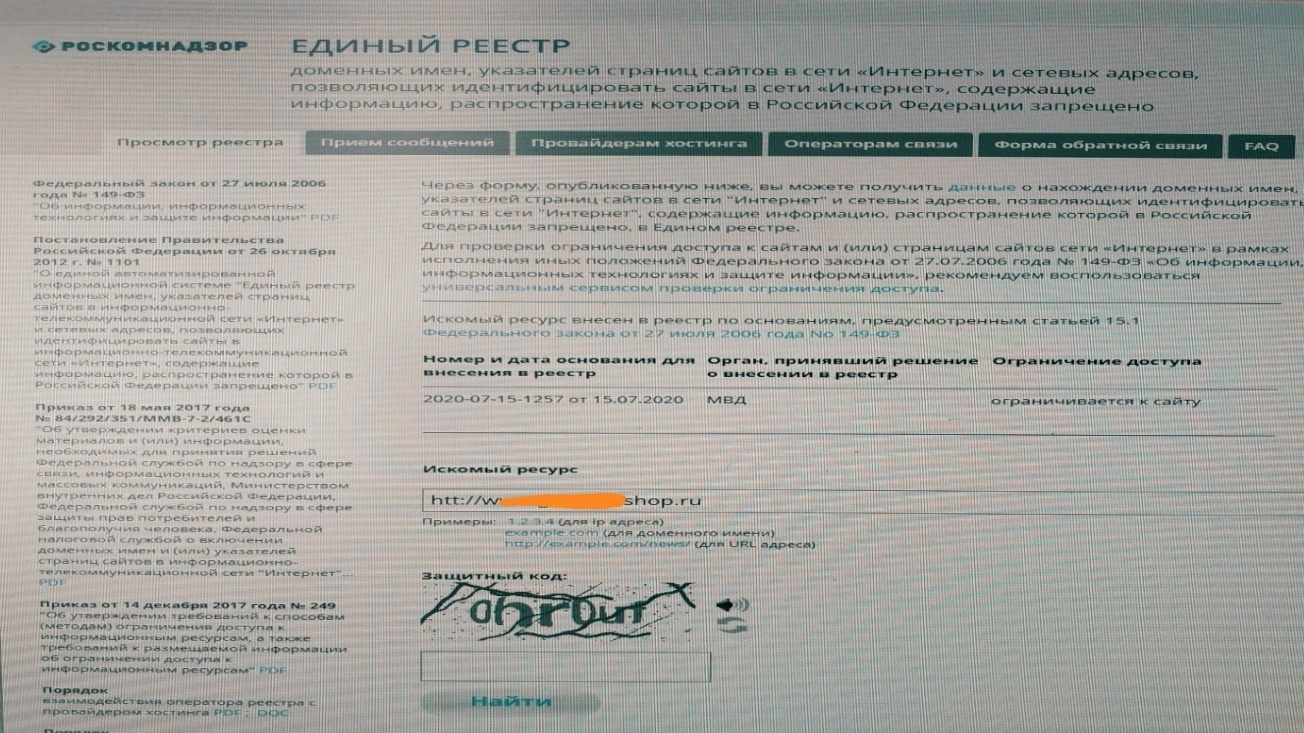 РОСКОМНАДЗОР
ЕДИНЫЙ РЕЕСТР
доменных имен, указателей страниц сайтов в сети «Интернет» и сетевых адресов,
позволяющих идентифицировать сайты в сети «Интернет», содержащие
информацию, распространение которой в Российской Федерации запрещено
Просмотр реестра
Прием сообщений
Провайдерам хостинга
Операторам связи
Форма обратной связи
FAQ
Федеральный закон от 27 июля 2006
года № 149-ФЗ
"Об информации, информационных
технологиях и защите информации" PDF
Постановление Правительства
Российской Федерации от 26 октября
2012 г. № 1101
"О единой автоматизированной
информационной системе "Единый реестр
доменных имен, указателей страниц
сайтов в информационно-
телекоммуникационной сети «Интернет»
и сетевых адресов, позволяющих
идентифицировать сайты в
информационно-телекоммуникационной
сети «Интернет», содержащие
информацию, распространение которой в
Российской Федерации запрещено" PDF
Приказ от 18 мая 2017 года
№ 84/292/351/ММВ-7-2/461С
"Об утверждении критериев оценки
материалов и (или) информации,
необходимых для принятия решений
Федеральной службой по надзору в сфере
связи, информационных технологий и
массовых коммуникаций, Министерством
внутренних дел Российской Федерации,
Федеральной службой по надзору в сфере
защиты прав потребителей и
благополучия человека, Федеральной
налоговой службой о включении
доменных имен и (или) указателей
страниц сайтов в информационно-
телекоммуникационной сети "Интернет"...
PDF
Приказ от 14 декабря 2017 года № 249
"Об утверждении требований к способам
(методам) ограничения доступа к
информационным ресурсам, а также
требований к размещаемой информации
об ограничении доступа к
информационным ресурсам" PDF
Порядок
взаимодействия оператора реестра с
провайдером хостинга PDF ; DOC
Порядок
Через форму, опубликованную ниже, вы можете получить данные о нахождении доменных имен,
указателей страниц сайтов в сети "Интернет" и сетевых адресов, позволяющих идентифицировать
сайты в сети "Интернет", содержащие информацию, распространение которой в Российской
Федерации запрещено, в Едином реестре.
Для проверки ограничения доступа к сайтам и (или) страницам сайтов сети «Интернет» в рамках
исполнения иных положений Федерального закона от 27.07.2006 года № 149-ФЗ «Об информации,
информационных технологиях и защите информации», рекомендуем воспользоваться
универсальным сервисом проверки ограничения доступа.
Искомый ресурс внесен в реестр по основаниям, предусмотренным статьей 15.1
Федерального закона от 27 июля 2006 года No 149-ФЗ
Номер и дата основания для
внесения в реестр
Орган, принявший решение
о внесении в реестр
Ограничение доступа
2020-07-15-1257 от 15.07.2020 МВД ограничивается к сайту
Искомый ресурс
htt://w shop.ru
Примеры: 1.2.3.4 (для ip адреса)
example.com (для доменного имени)
http://example.com/news/ (для URL адреса)
Защитный код:
Найти